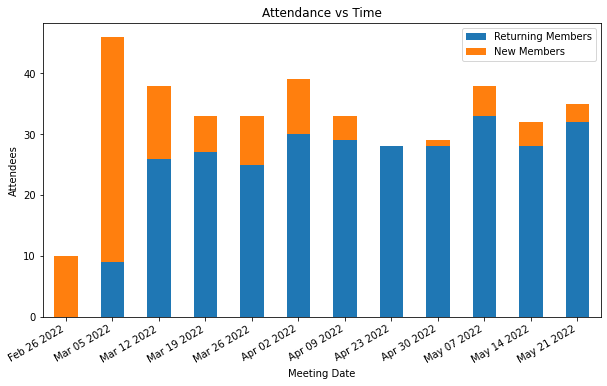 Attendance vs Time
Returning Members
New Members
Attendees
40
30
20
10
0
Feb 26 2022
Mar 05 2022
Mar 12 2022
Mar 19 2022
Mar 26 2022
Apr 02 2022
Apr 09 2022
Apr 23 2022
Apr 30 2022
May 07 2022
May 14 2022
May 21 2022
Meeting Date